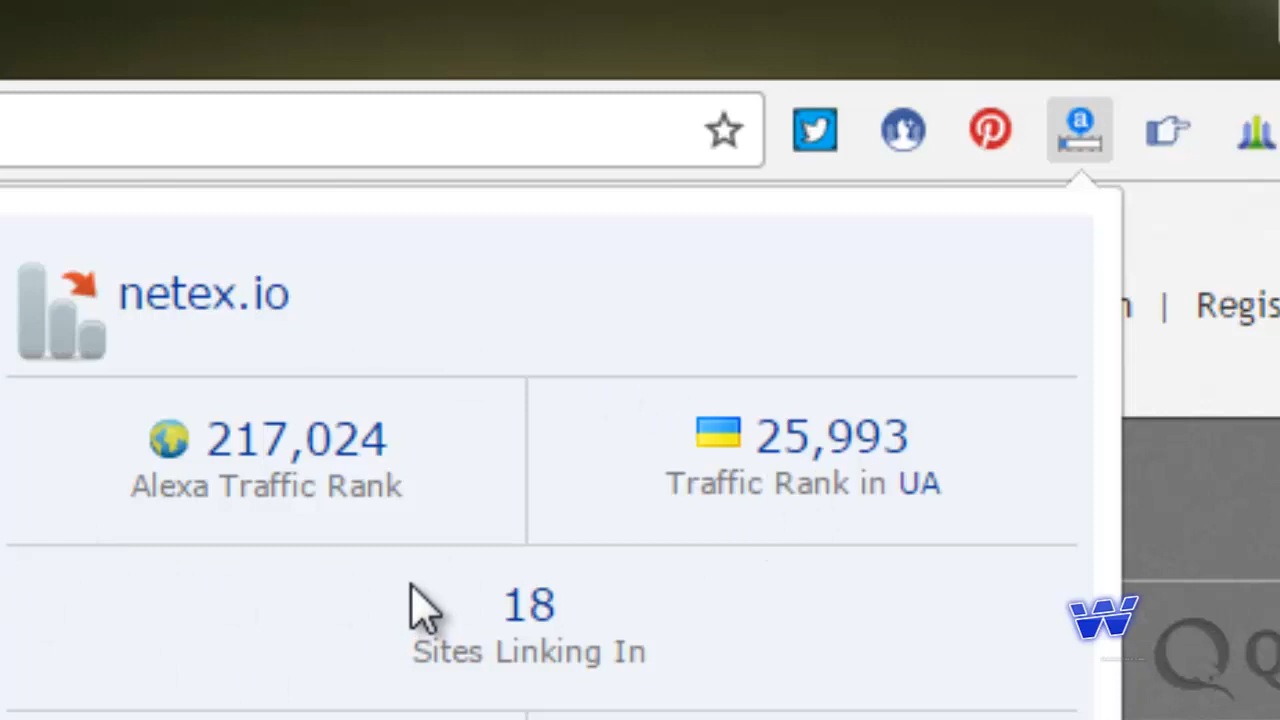 netex.io
| Regis
217,024
Alexa Traffic Rank
25,993
Traffic Rank in UA
18
Sites Linking In